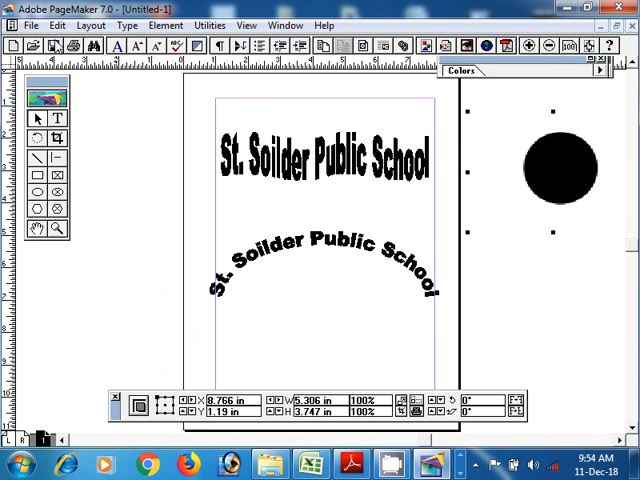 Adobe PageMaker 7.0 - [Untitled-1]
File Edit Layout Type Element Utilities View Window Help
Colors
St. Soilder Public School
St. Soilder Public School
X 8.766 in W 5.306 in 100% 0°
Y 1.19 in H 3.747 in 100% 0°
L R 1
9:54 AM
11-Dec-18